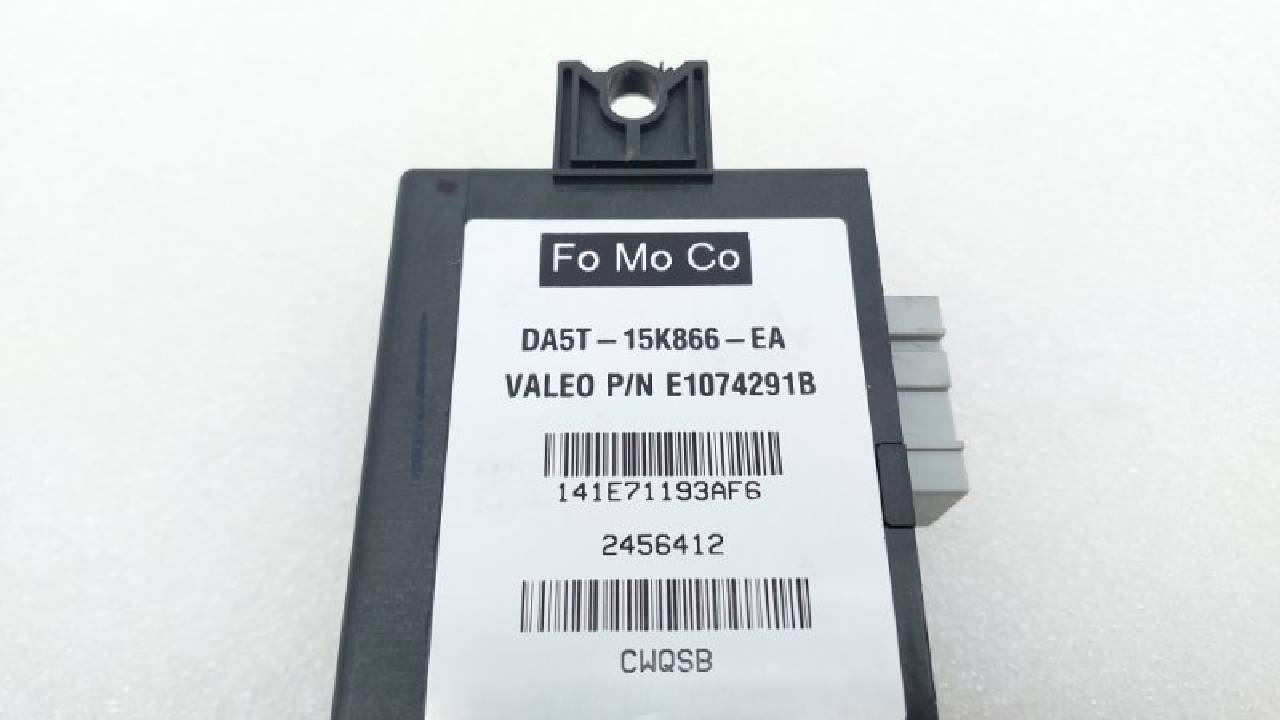 Fo Mo Co
DA5T-15K866-EA
VALEO P/N E1074291B
141E71193AF6
2456412
CWQSB